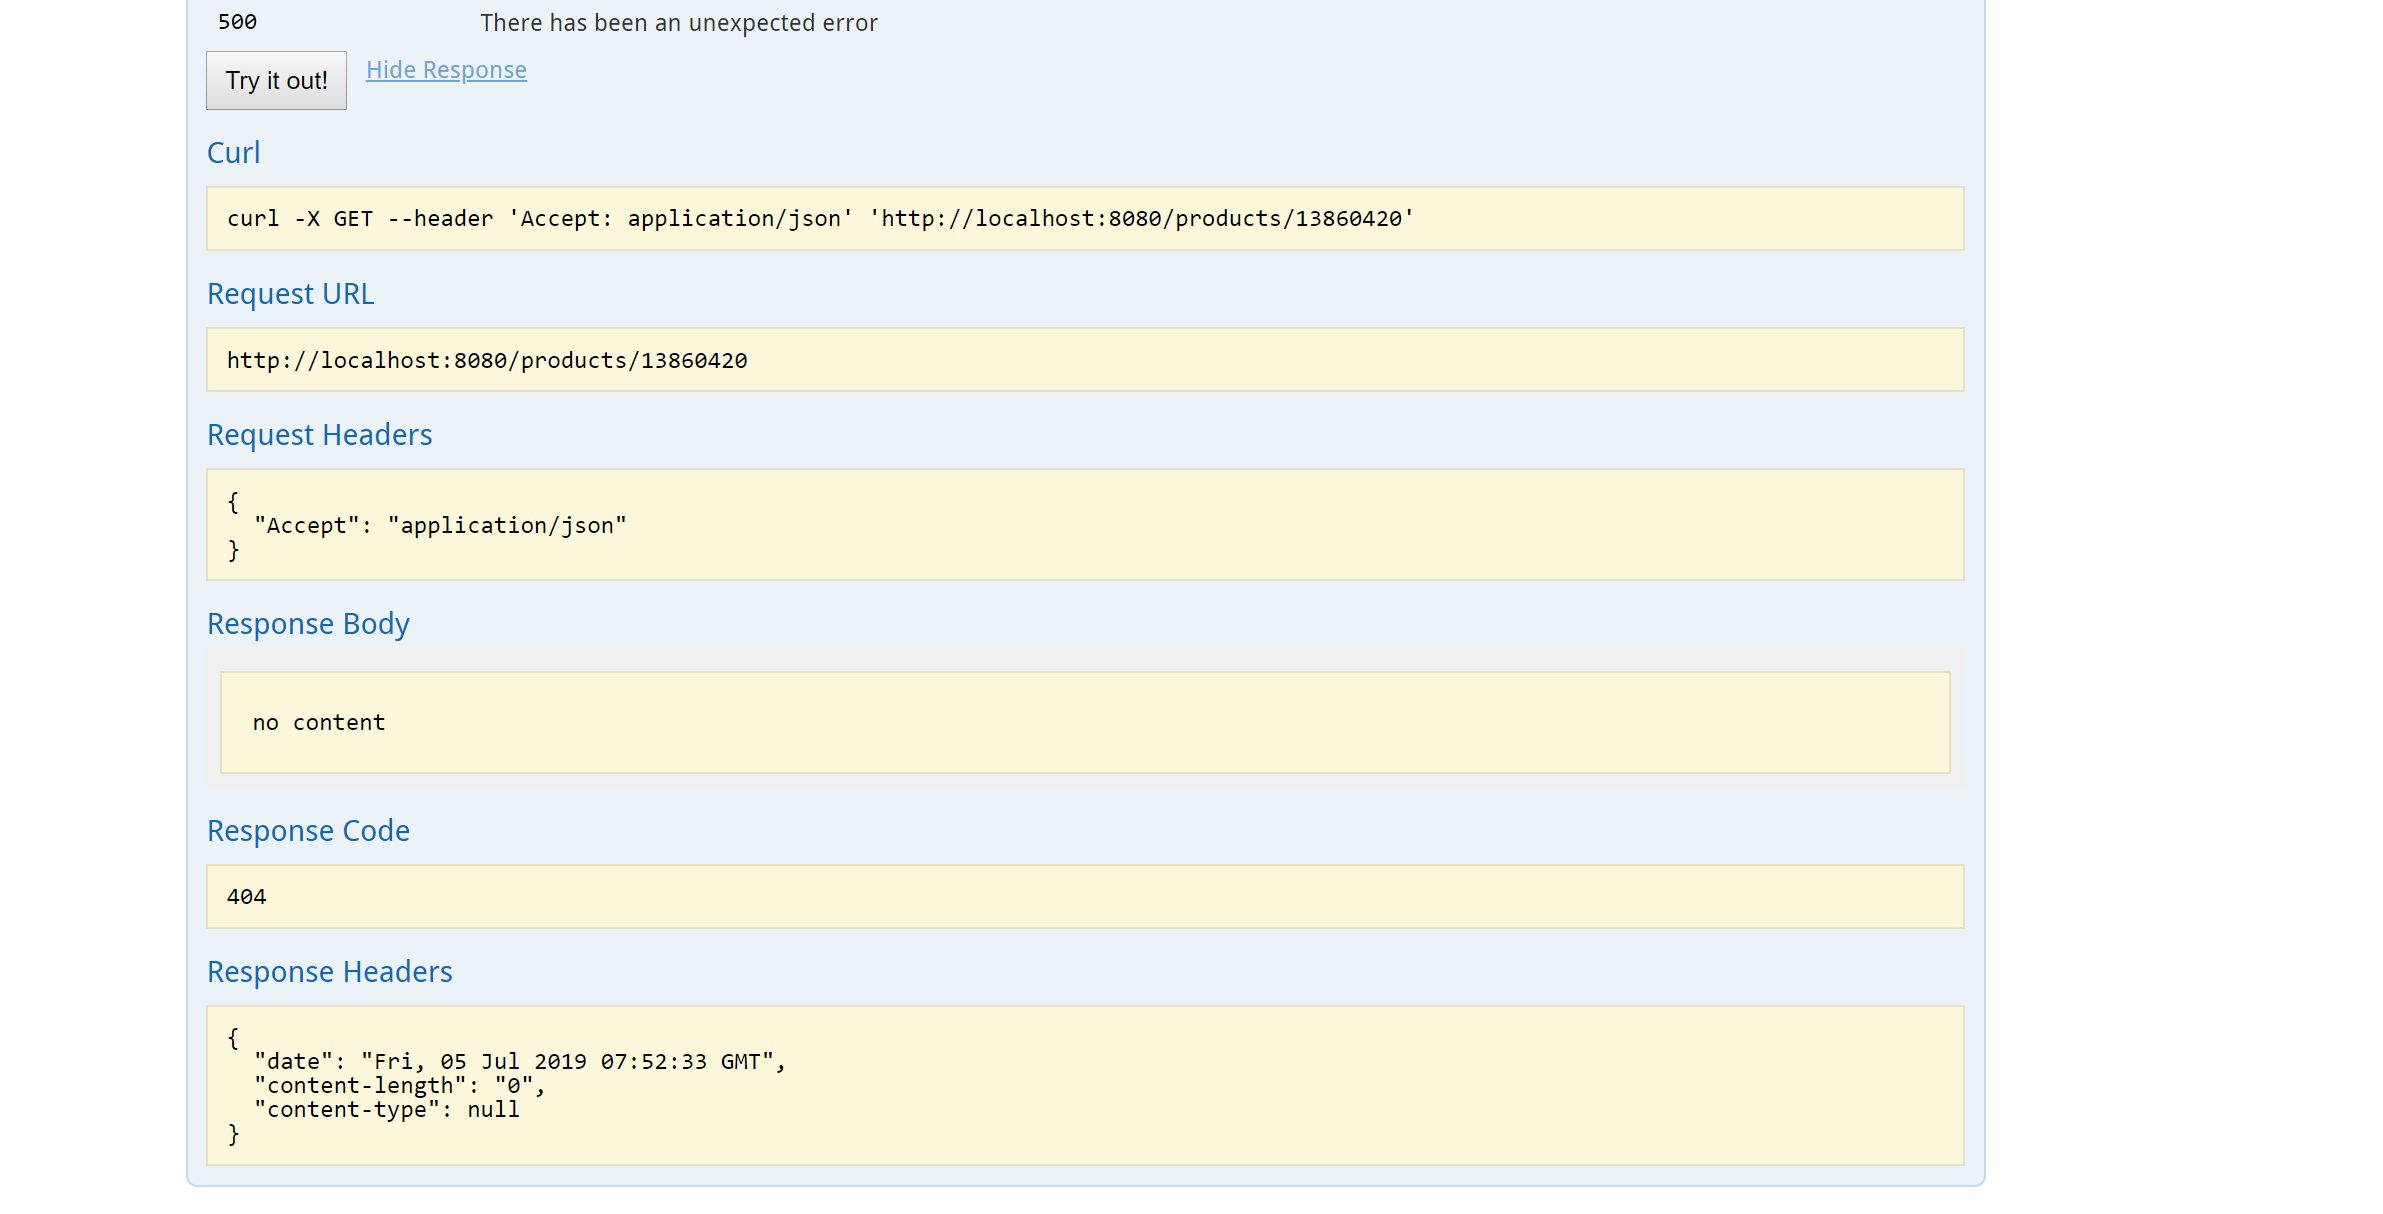 500 There has been an unexpected error
Try it out! Hide Response
Curl
curl -X GET --header 'Accept: application/json' 'http://localhost:8080/products/13860420'
Request URL
http://localhost:8080/products/13860420
Request Headers
{
  "Accept": "application/json"
}
Response Body
no content
Response Code
404
Response Headers
{
  "date": "Fri, 05 Jul 2019 07:52:33 GMT",
  "content-length": "0",
  "content-type": null
}